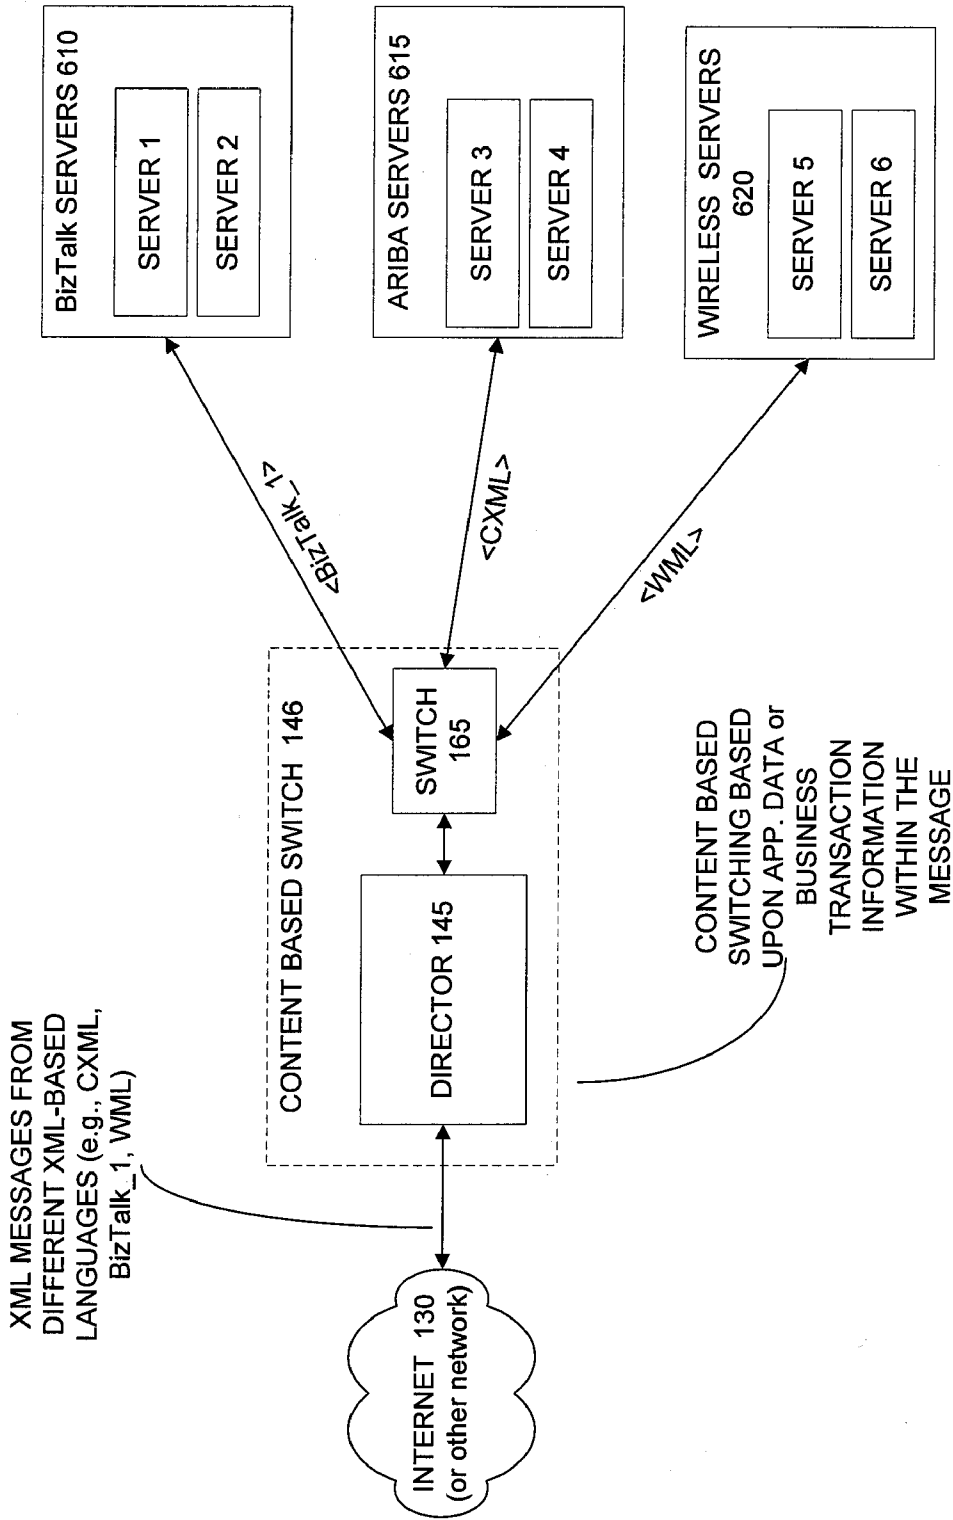 XML MESSAGES FROM
DIFFERENT XML-BASED
LANGUAGES (e.g., CXML,
BizTalk_1, WML)
INTERNET 130
(or other network)
CONTENT BASED SWITCH 146
DIRECTOR 145
SWITCH
165
CONTENT BASED
SWITCHING BASED
UPON APP. DATA or
BUSINESS
TRANSACTION
INFORMATION
WITHIN THE
MESSAGE
<BizTalk_1>
<CXML>
<WML>
BizTalk SERVERS 610
SERVER 1
SERVER 2
ARIBA SERVERS 615
SERVER 3
SERVER 4
WIRELESS SERVERS
620
SERVER 5
SERVER 6